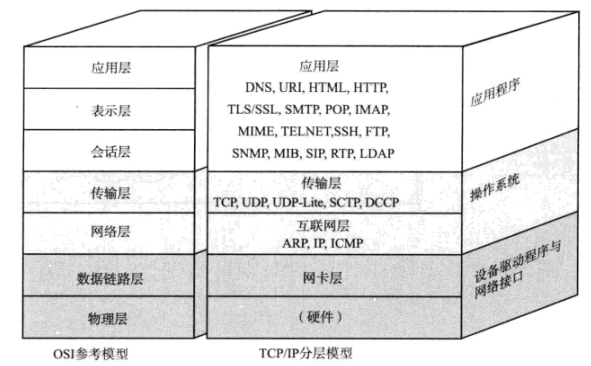 应用层
表示层
会话层
传输层
网络层
数据链路层
物理层
OSI参考模型
应用层
DNS, URI, HTML, HTTP,
TLS/SSL, SMTP, POP, IMAP,
MIME, TELNET,SSH, FTP,
SNMP, MIB, SIP, RTP, LDAP
传输层
TCP, UDP, UDP-Lite, SCTP, DCCP
互联网层
ARP, IP, ICMP
网卡层
（硬件）
TCP/IP分层模型
应用程序
操作系统
设备驱动程序与
网络接口